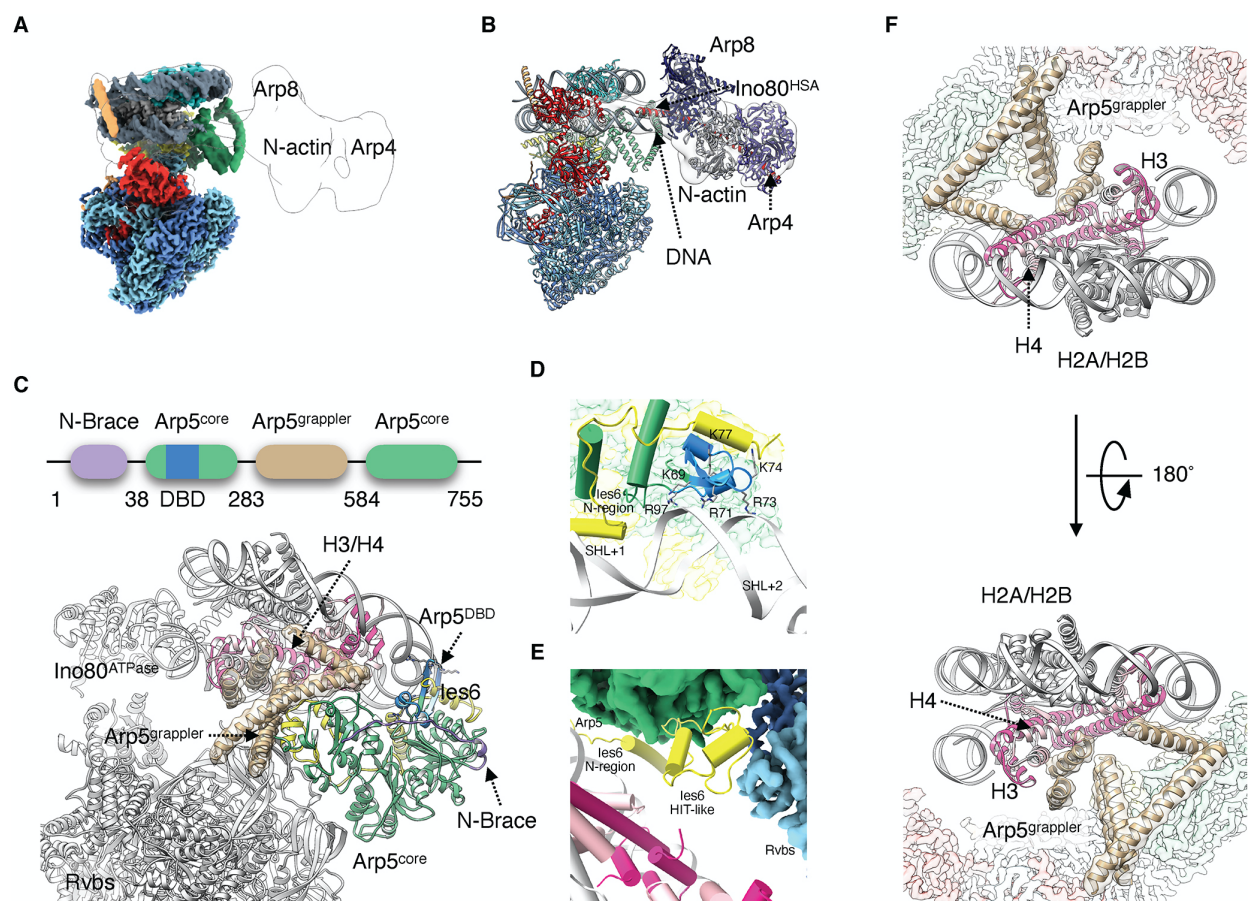 A
Arp8
N-actin
Arp4
B
Arp8
Ino80HSA
N-actin
Arp4
DNA
C
N-Brace
Arp5core
Arp5grappler
Arp5core
1
38
DBD
283
584
755
H3/H4
Arp5DBD
Ino80ATPase
Ies6
Arp5grappler
N-Brace
Arp5core
Rvbs
D
K77
K74
K69
Ies6
N-region
R97
R71
R73
SHL+1
SHL+2
E
Arp5
Ies6
N-region
Ies6
HIT-like
Rvbs
F
Arp5grappler
H3
H4
H2A/H2B
180°
H2A/H2B
H4
H3
Arp5grappler